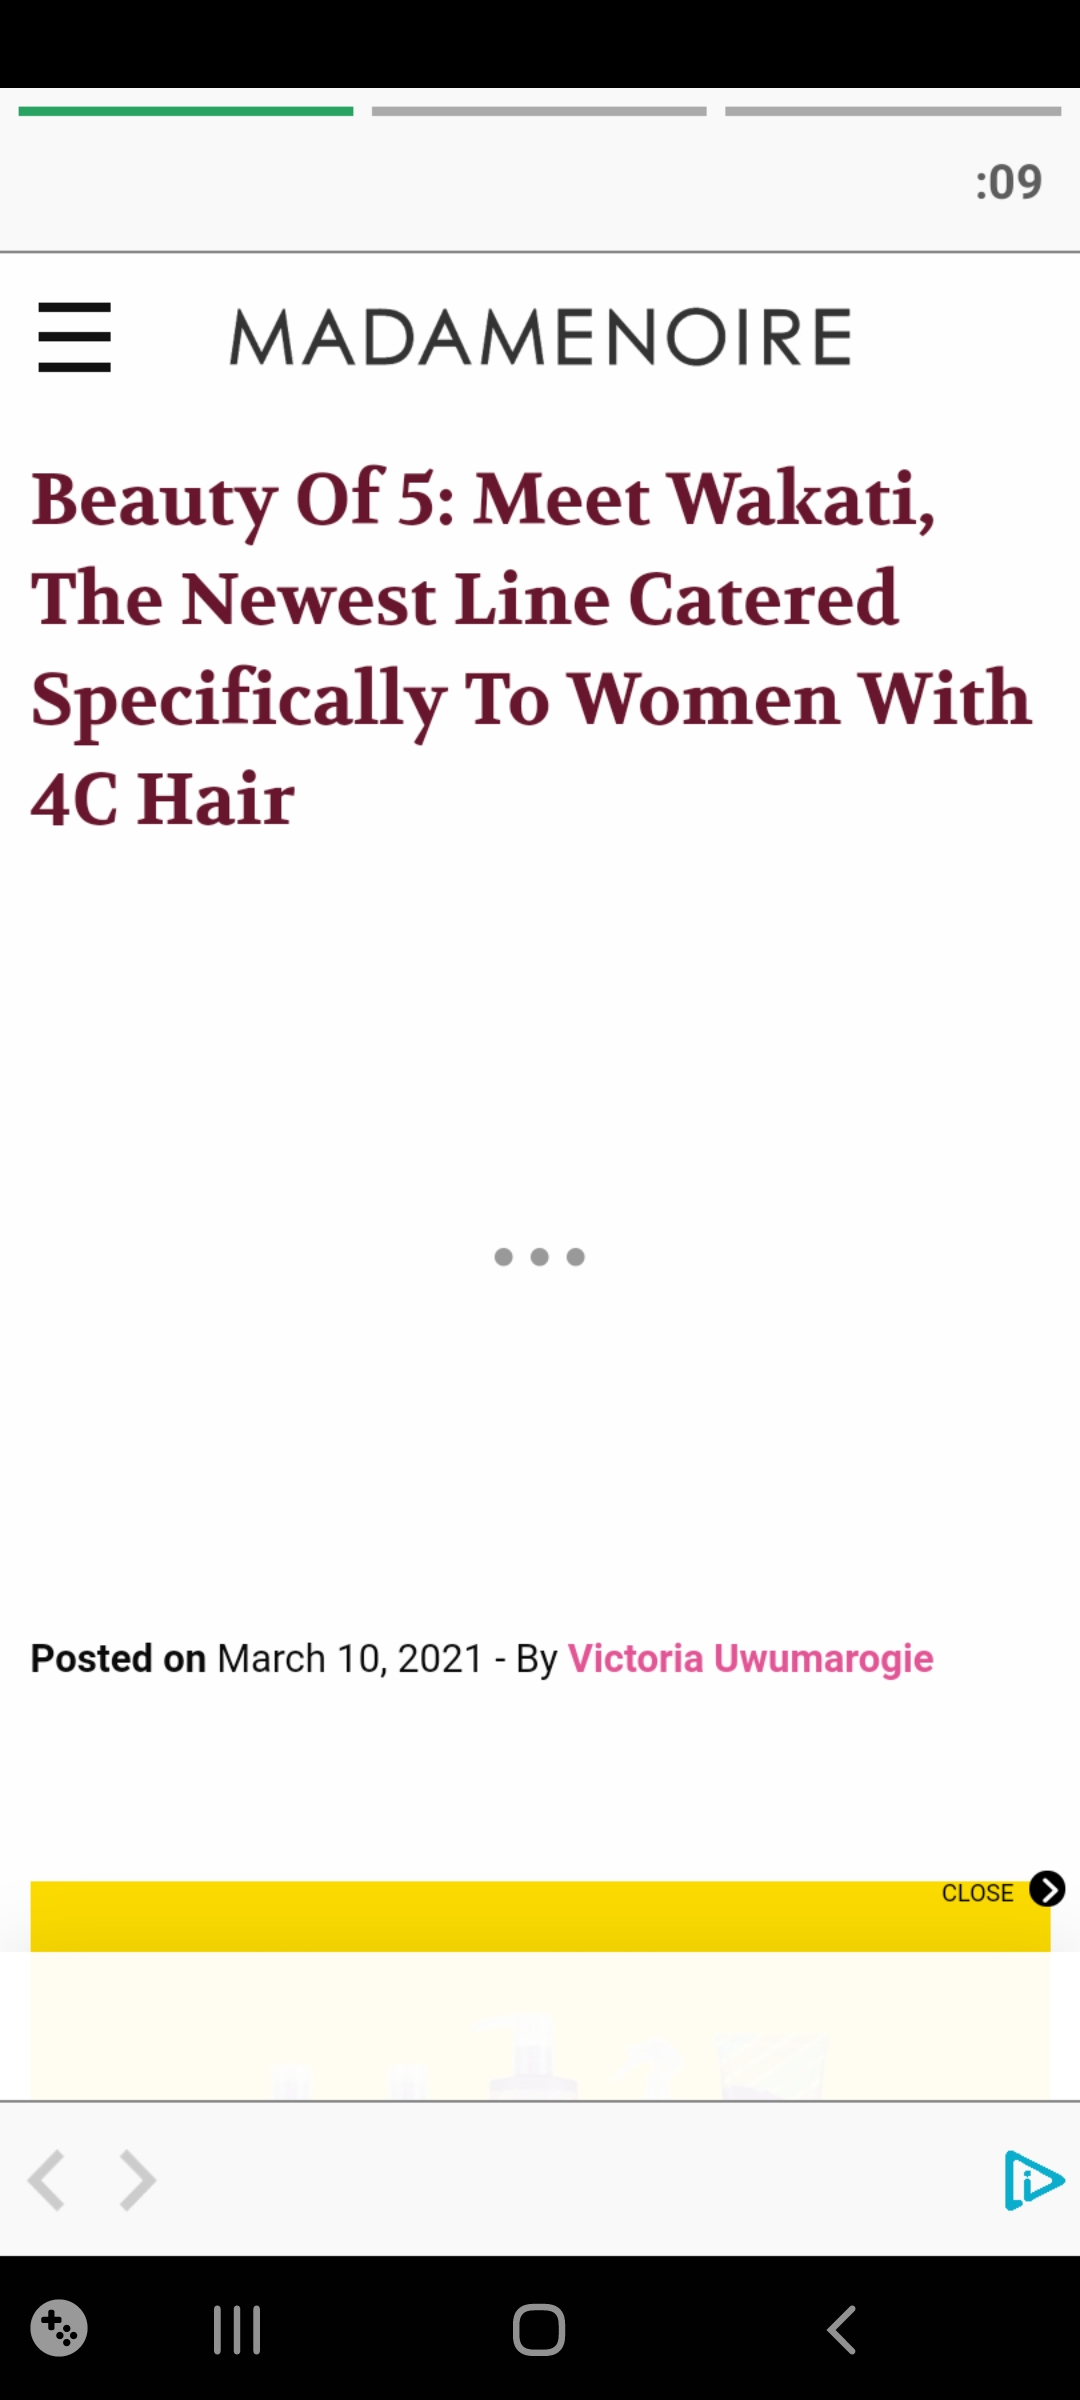 :09
MADAMENOIRE
Beauty Of 5: Meet Wakati,
The Newest Line Catered
Specifically To Women With
4C Hair
Posted on March 10, 2021 - By Victoria Uwumarogie
CLOSE